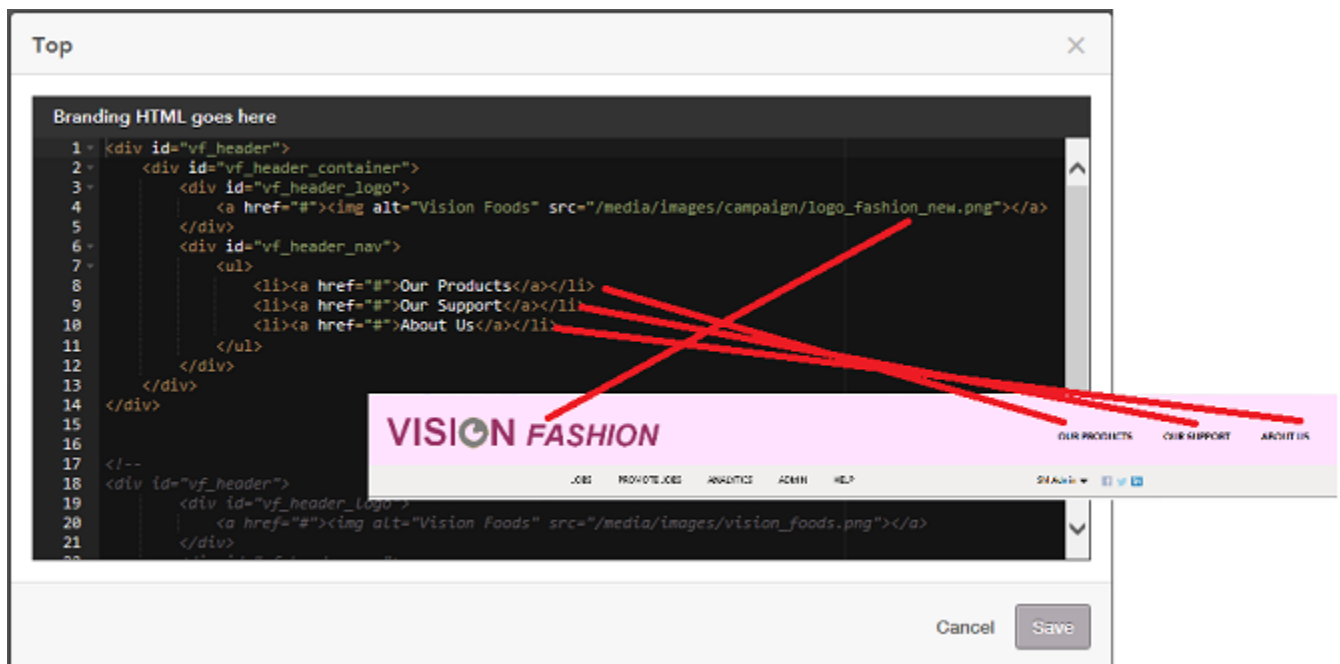 Top
Branding HTML goes here
1 <div id="vf_header">
2 <div id="vf_header_container">
3 <div id="vf_header_logo">
4 <a href="#"><img alt="Vision Foods" src="/media/images/campaign/logo_fashion_new.png"></a>
5 </div>
6 <div id="vf_header_nav">
7 <ul>
8 <li><a href="#">Our Products</a></li>
9 <li><a href="#">Our Support</a></li>
10 <li><a href="#">About Us</a></li>
11 </ul>
12 </div>
13 </div>
14 </div>
15
16
17 <!--
18 <div id="vf_header">
19 <div id="vf_header_logo">
20 <a href="#"><img alt="Vision Foods" src="/media/images/vision_foods.png"></a>
21 </div>
VISION FASHION
OUR PRODUCTS OUR SUPPORT ABOUT US
JOBS PROMOTE JOBS ANALYTICS ADMIN HELP
Cancel Save